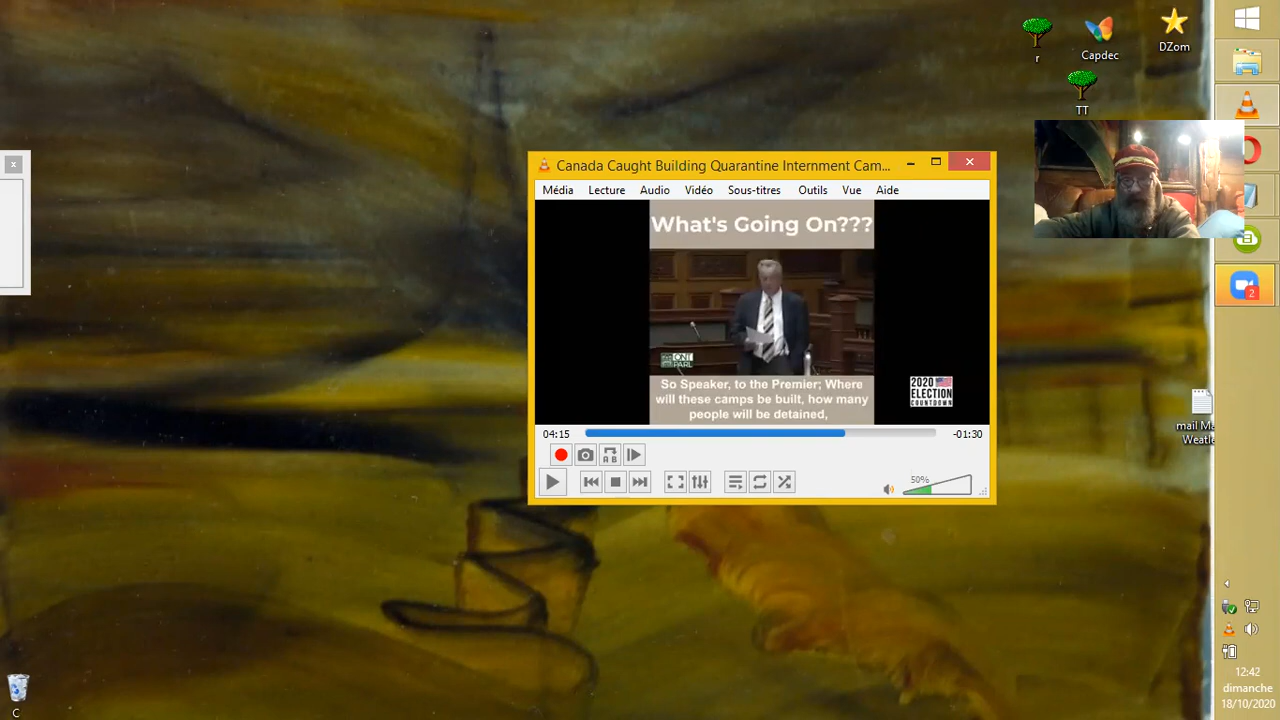 r
Capdec
DZom
TT
x
Canada Caught Building Quarantine Internment Cam...
Média Lecture Audio Vidéo Sous-titres Outils Vue Aide
What's Going On???
ONT
PARL
So Speaker, to the Premier; Where
will these camps be built, how many
people will be detained,
2020
ELECTION
COUNTDOWN
04:15
-01:30
50%
2
12:42
dimanche
18/10/2020
C